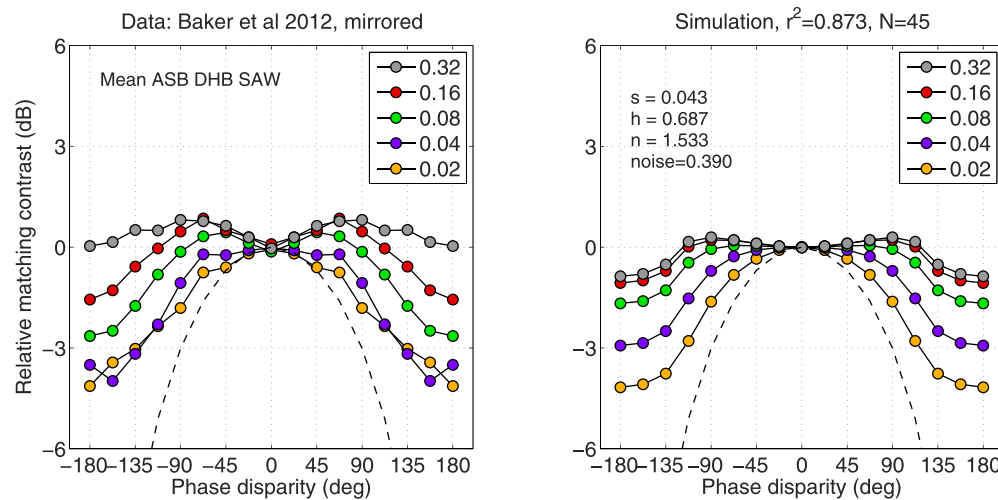 Data: Baker et al 2012, mirrored
6
3
0
−3
−6
Relative matching contrast (dB)
Mean ASB DHB SAW
0.32
0.16
0.08
0.04
0.02
−180 −135 −90 −45 0 45 90 135 180
Phase disparity (deg)
Simulation, r²=0.873, N=45
6
3
0
−3
−6
s = 0.043
h = 0.687
n = 1.533
noise=0.390
0.32
0.16
0.08
0.04
0.02
−180 −135 −90 −45 0 45 90 135 180
Phase disparity (deg)